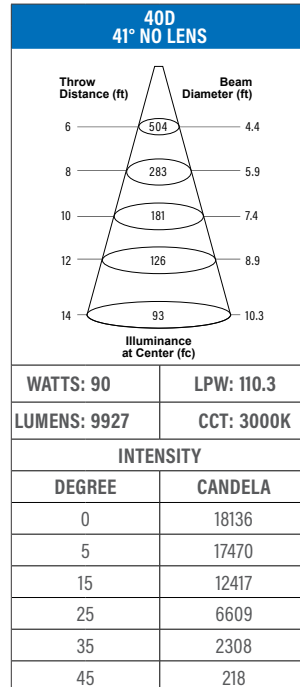 40D
41° NO LENS
Throw Beam
Distance (ft) Diameter (ft)
6 504 4.4
8 283 5.9
10 181 7.4
12 126 8.9
14 93 10.3
Illuminance
at Center (fc)
WATTS: 90 LPW: 110.3
LUMENS: 9927 CCT: 3000K
INTENSITY
DEGREE CANDELA
0 18136
5 17470
15 12417
25 6609
35 2308
45 218